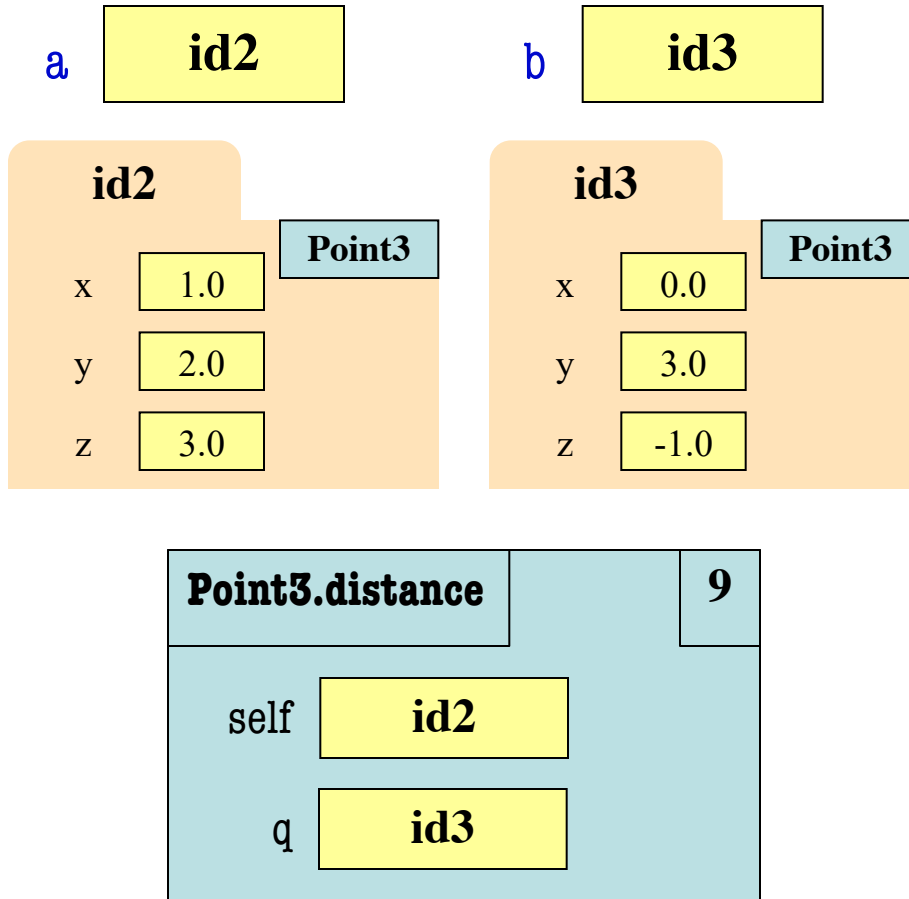 a id2 b id3
id2 id3
Point3 Point3
x 1.0 x 0.0
y 2.0 y 3.0
z 3.0 z -1.0
Point3.distance 9
self id2
q id3